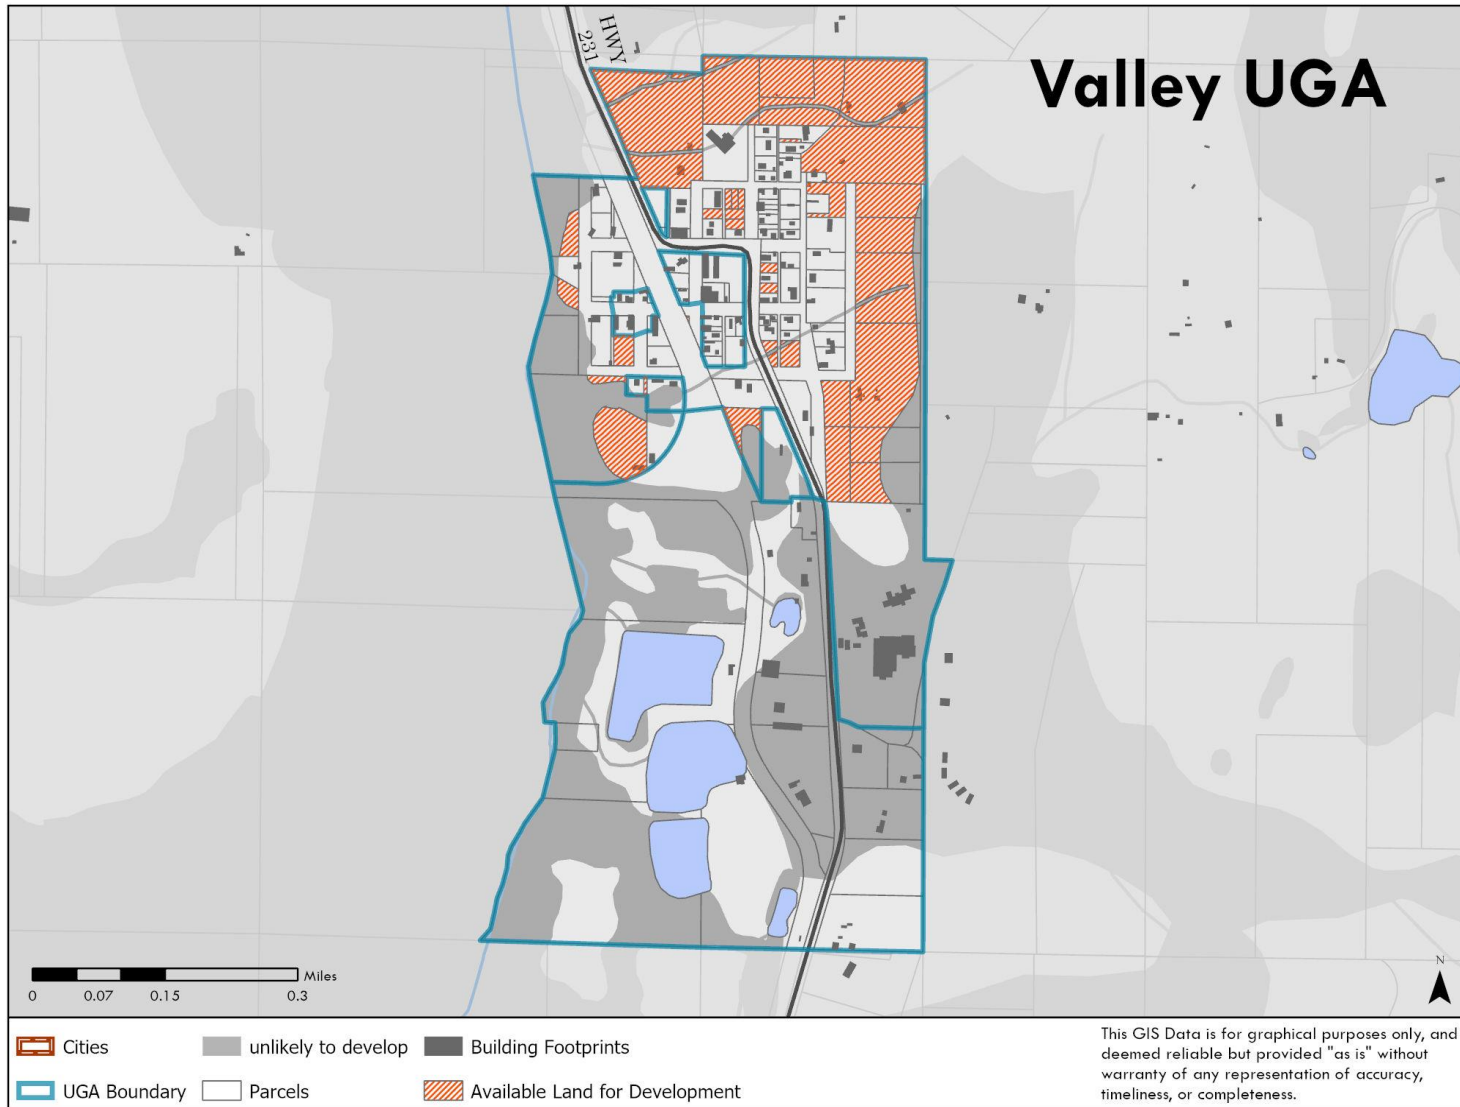 HWY
231
Valley UGA
N
Miles
0 0.07 0.15 0.3
Cities
unlikely to develop
Building Footprints
UGA Boundary
Parcels
Available Land for Development
This GIS Data is for graphical purposes only, and
deemed reliable but provided "as is" without
warranty of any representation of accuracy,
timeliness, or completeness.